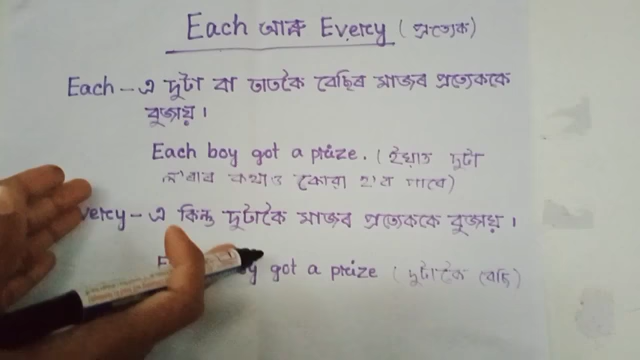 Each আৰু Every (প্ৰত্যেক)
Each – এ দুটা বা তাতকৈ বেছিৰ মাজৰ প্ৰত্যেককে
বুজায়।
Each boy got a prize. (ইয়াত দুটা
ল'ৰাৰ কথাও কোৱা হ'ব পাৰে)
very – এ কিন্তু দুটাকৈ মাজৰ প্ৰত্যেককে বুজায়।
got a prize (দুটাতকৈ বেছি)